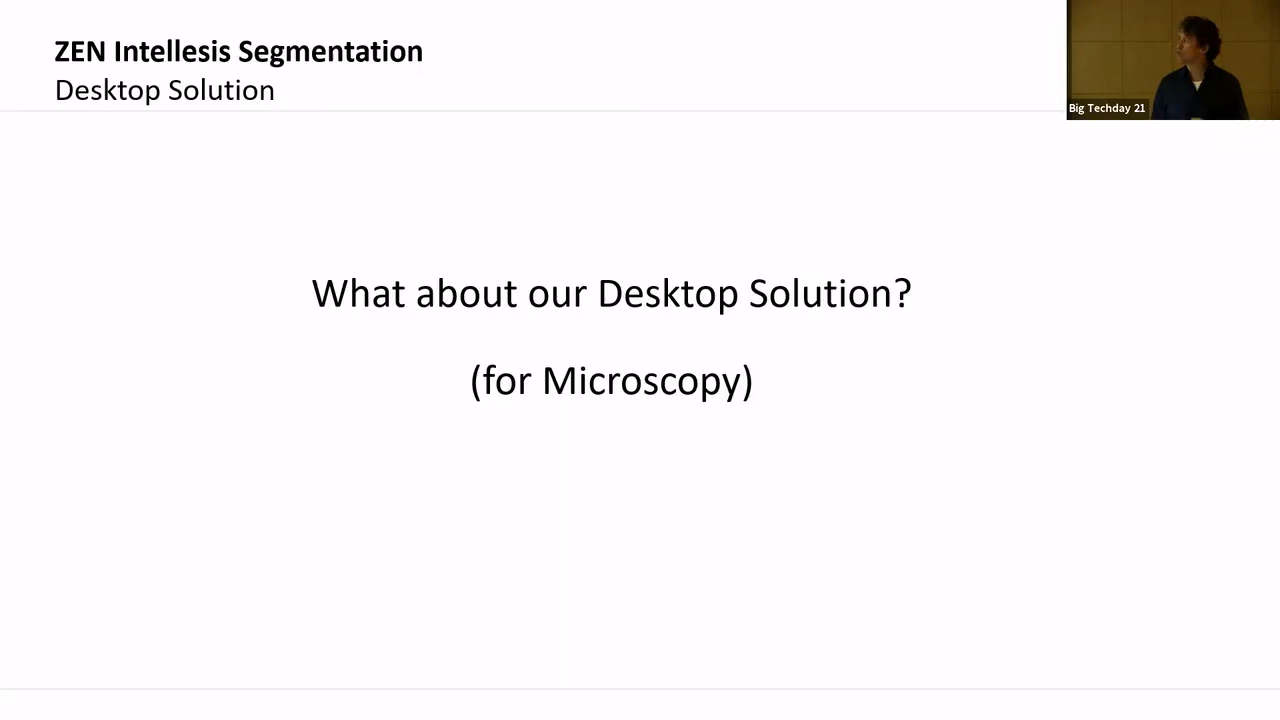 ZEN Intellesis Segmentation
Desktop Solution
Big Techday 21
What about our Desktop Solution?
(for Microscopy)